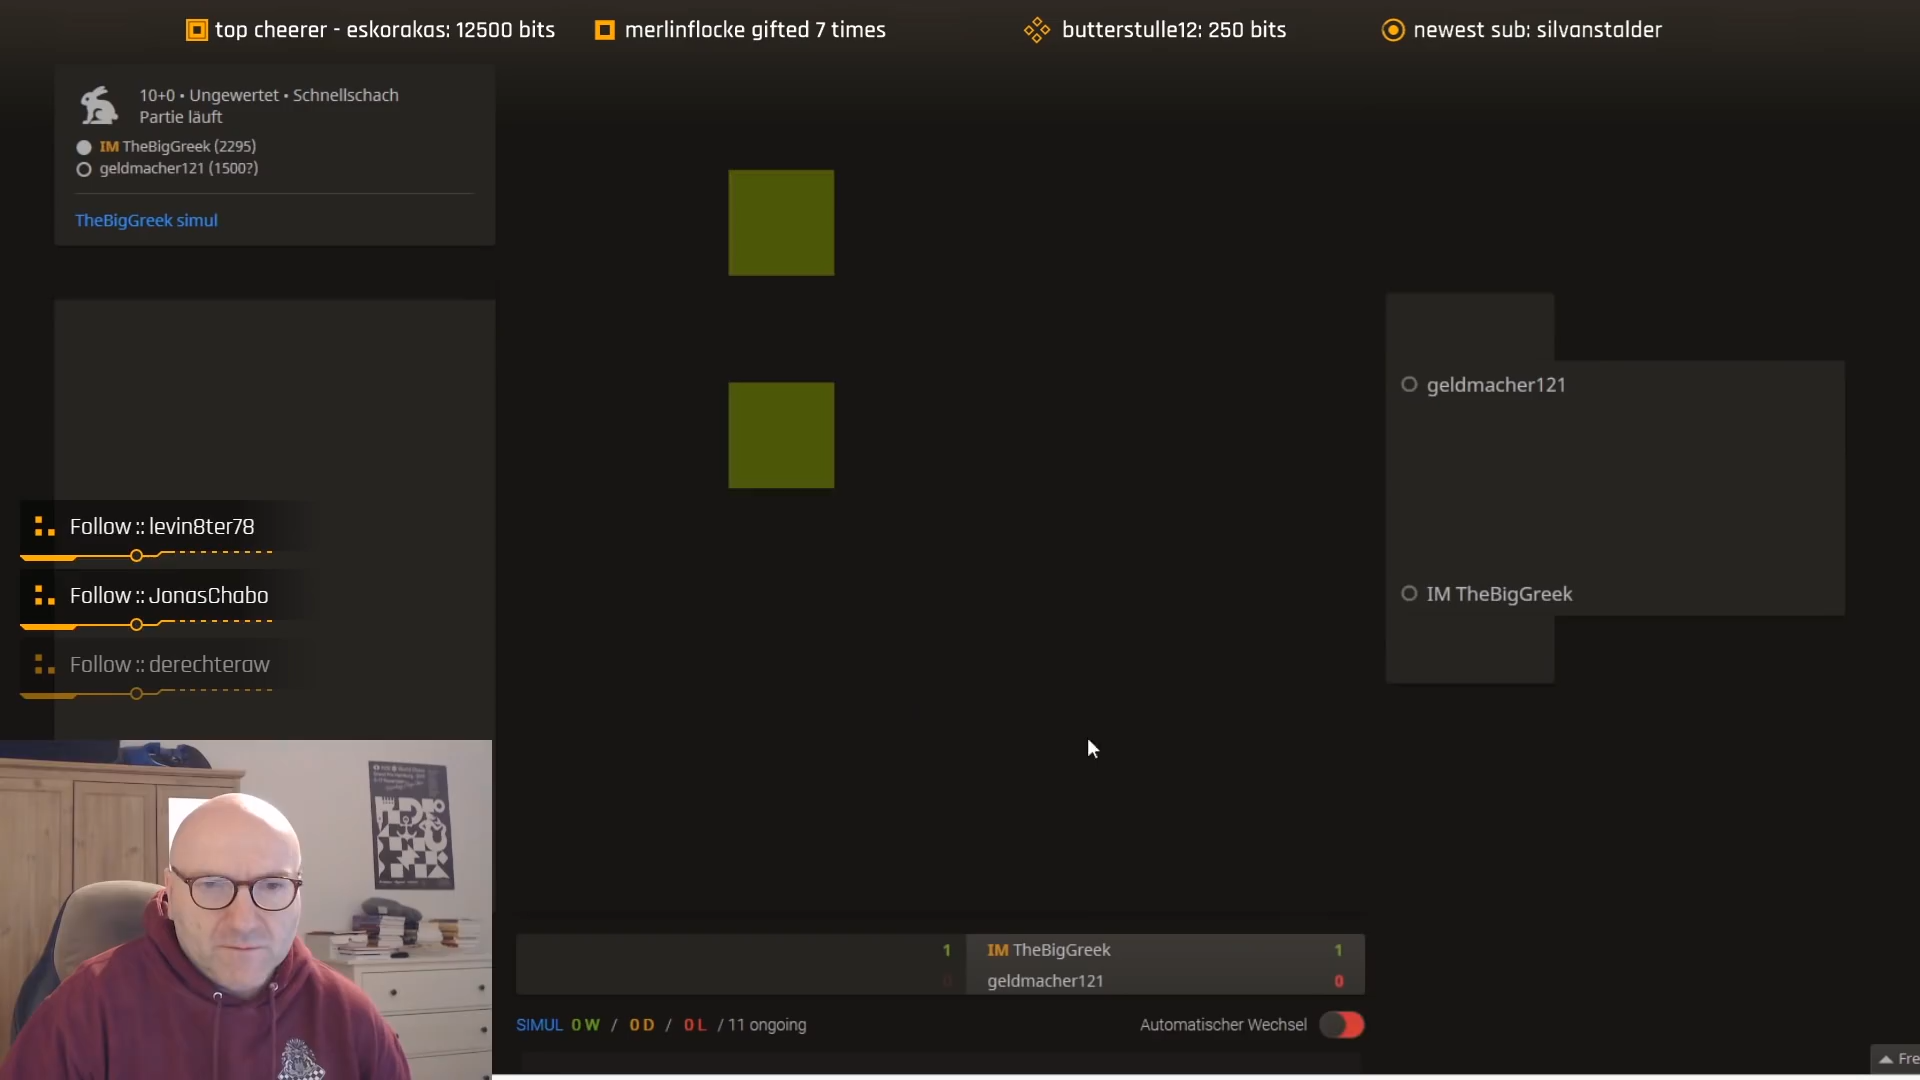 top cheerer - eskorakas: 12500 bits
merlinflocke gifted 7 times
butterstulle12: 250 bits
newest sub: silvanstalder
10+0 • Ungewertet • Schnellschach
Partie läuft
IM TheBigGreek (2295)
geldmacher121 (1500?)
TheBigGreek simul
geldmacher121
IM TheBigGreek
Follow :: levin8ter78
Follow :: JonasChabo
Follow :: derechteraw
1 IM TheBigGreek 1
0 geldmacher121 0
SIMUL 0 W / 0 D / 0 L / 11 ongoing
Automatischer Wechsel
Fre